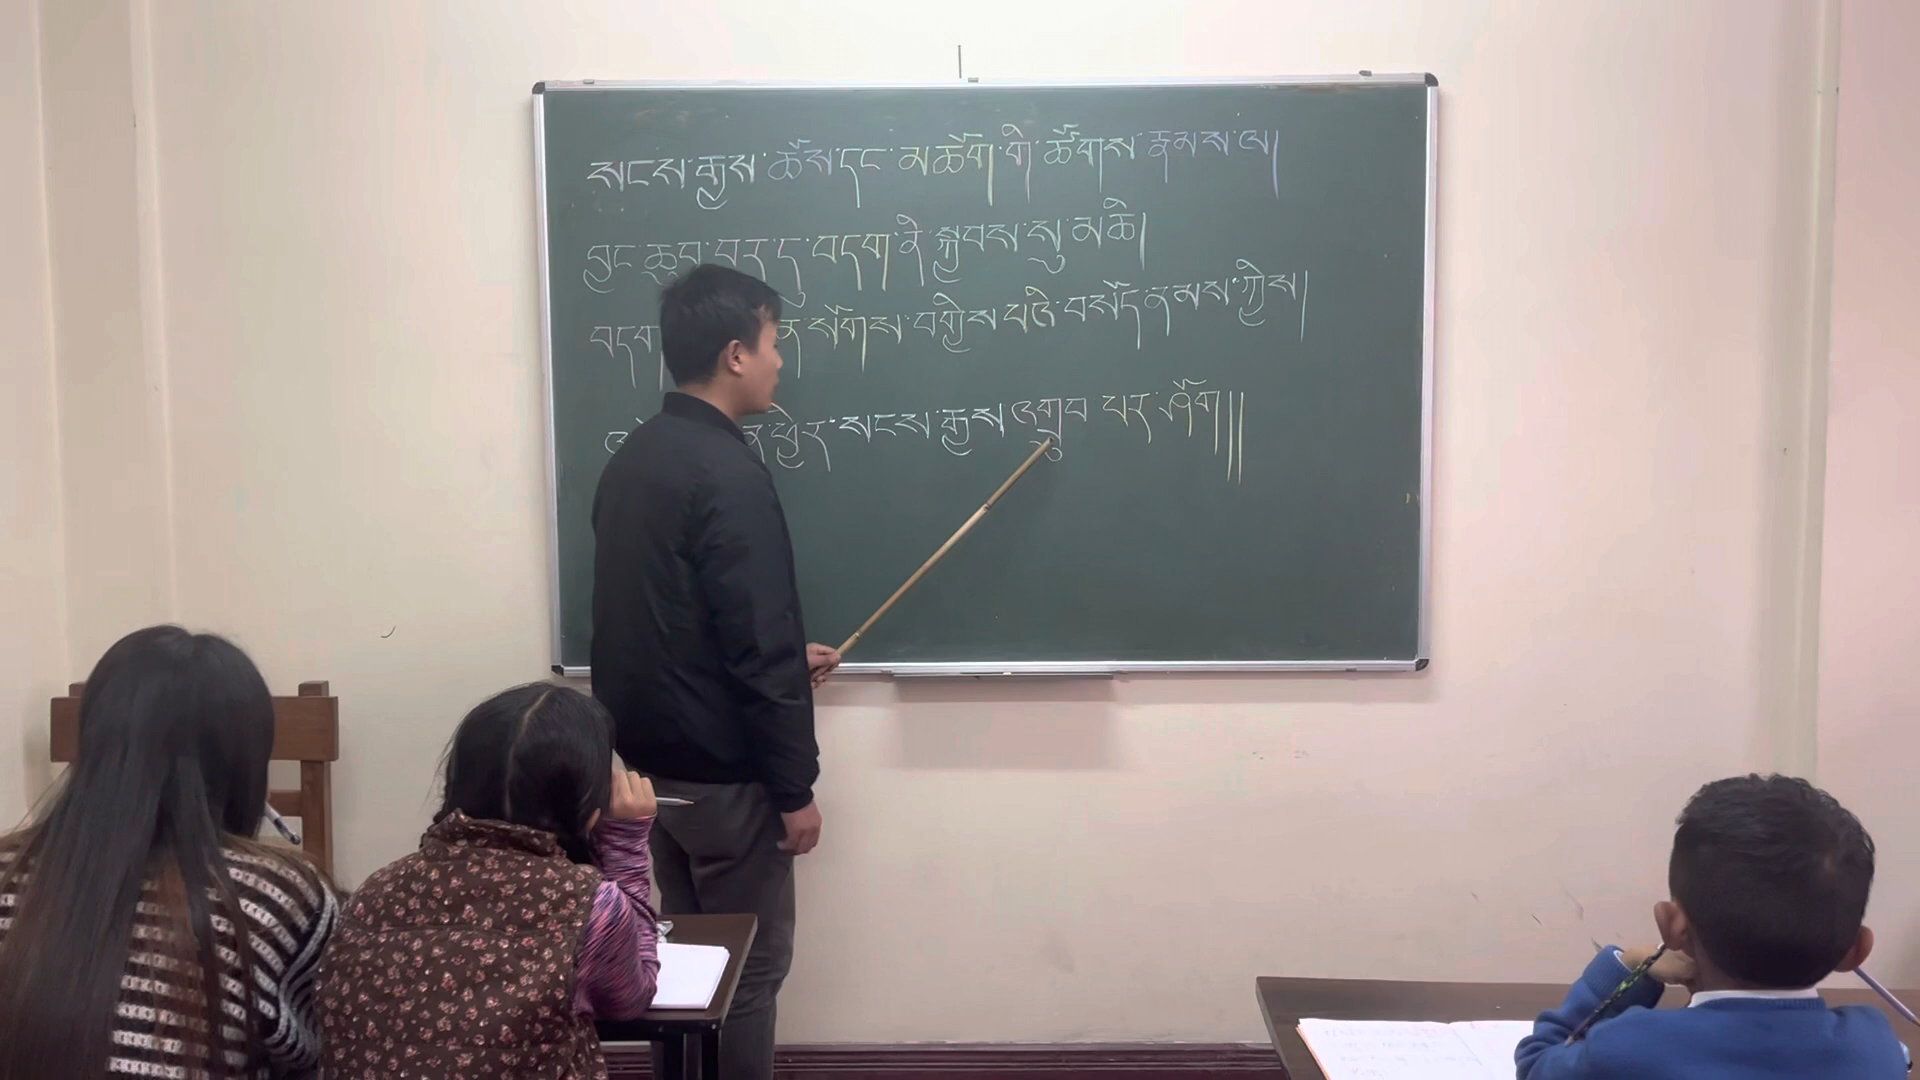 སངས་རྒྱས་ཆོས་དང་མཆོག་གི་ཚོགས་རྣམས་ལ།
བྱང་ཆུབ་བར་དུ་བདག་ནི་སྐྱབས་སུ་མཆི།
བདག ན་སོགས་བགྱིས་པའི་བསོད་ནམས་ཀྱིས།
ཕྱིར་སངས་རྒྱས་འགྲུབ་པར་ཤོག།།